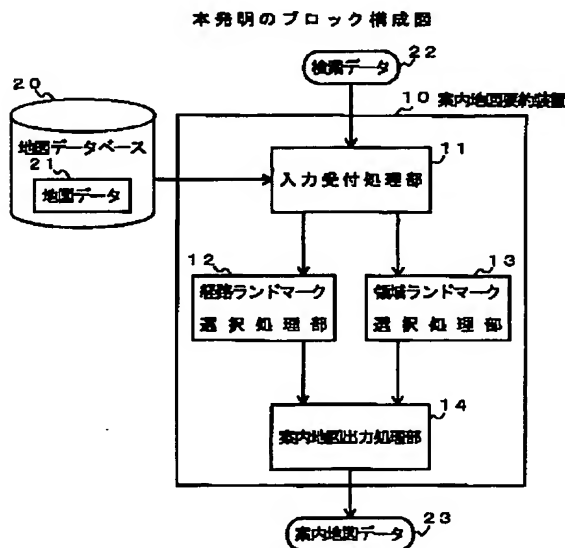 本発明のブロック構成図
22
検索データ
20
10 案内地図要約装置
地図データベース
21
地図データ
11
入力受付処理部
12
経路ランドマーク
選択処理部
13
領域ランドマーク
選択処理部
14
案内地図出力処理部
23
案内地図データ